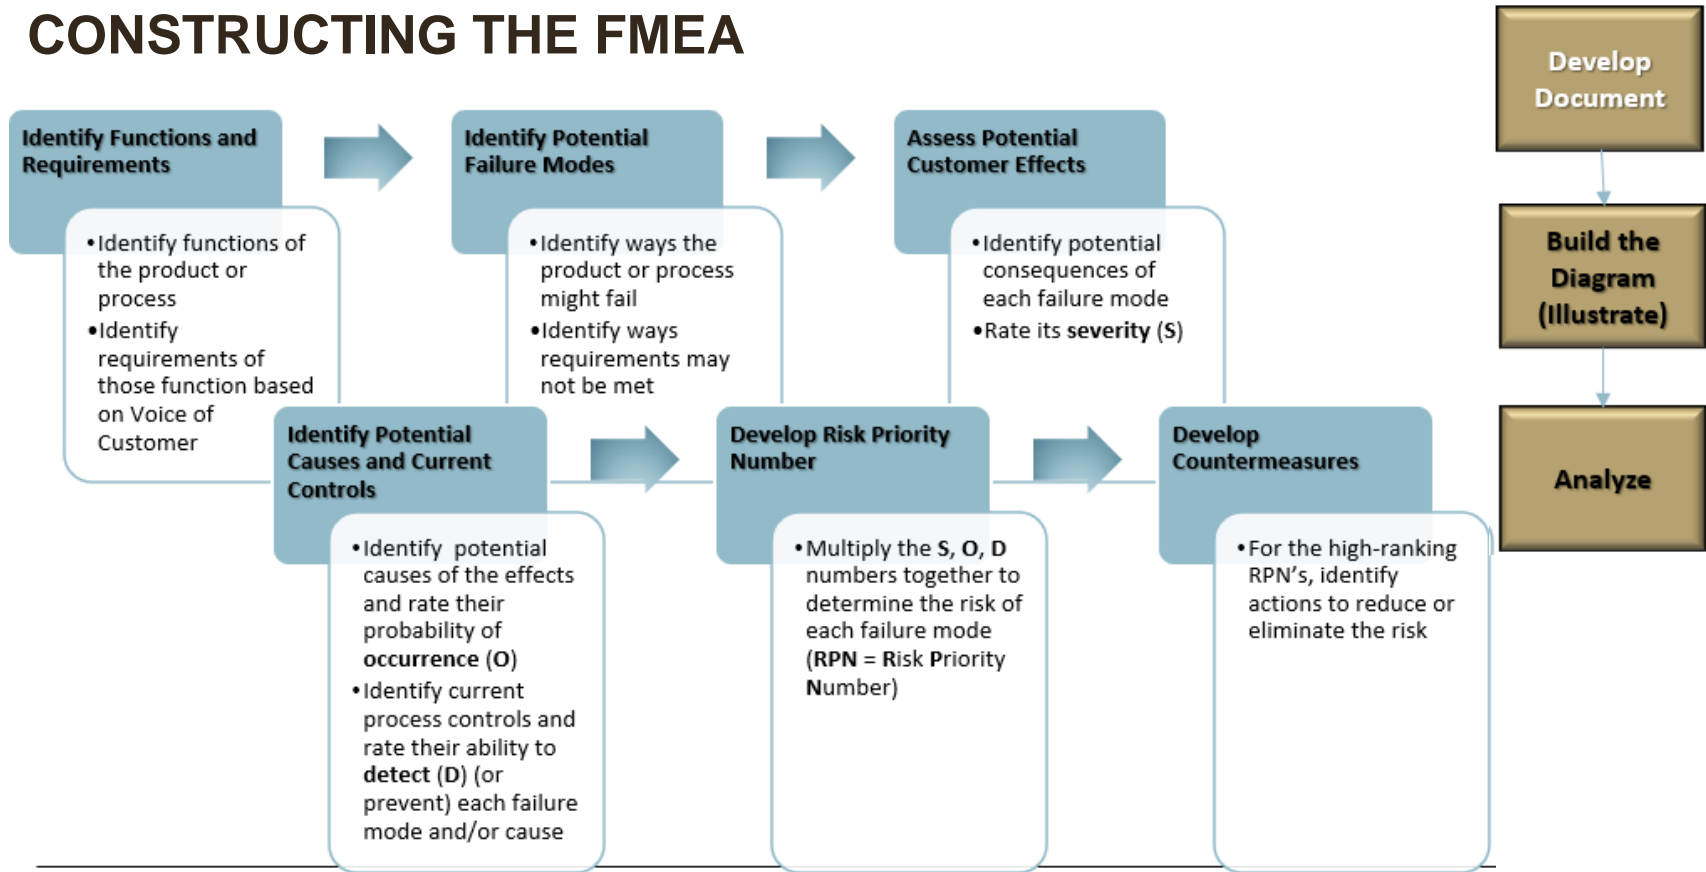 CONSTRUCTING THE FMEA
Identify Functions and
Requirements
•Identify functions of
the product or
process
•Identify
requirements of
those function based
on Voice of
Customer
Identify Potential
Failure Modes
•Identify ways the
product or process
might fail
•Identify ways
requirements may
not be met
Assess Potential
Customer Effects
•Identify potential
consequences of
each failure mode
•Rate its severity (S)
Identify Potential
Causes and Current
Controls
•Identify potential
causes of the effects
and rate their
probability of
occurrence (O)
•Identify current
process controls and
rate their ability to
detect (D) (or
prevent) each failure
mode and/or cause
Develop Risk Priority
Number
•Multiply the S, O, D
numbers together to
determine the risk of
each failure mode
(RPN = Risk Priority
Number)
Develop
Countermeasures
•For the high-ranking
RPN’s, identify
actions to reduce or
eliminate the risk
Develop
Document
Build the
Diagram
(Illustrate)
Analyze